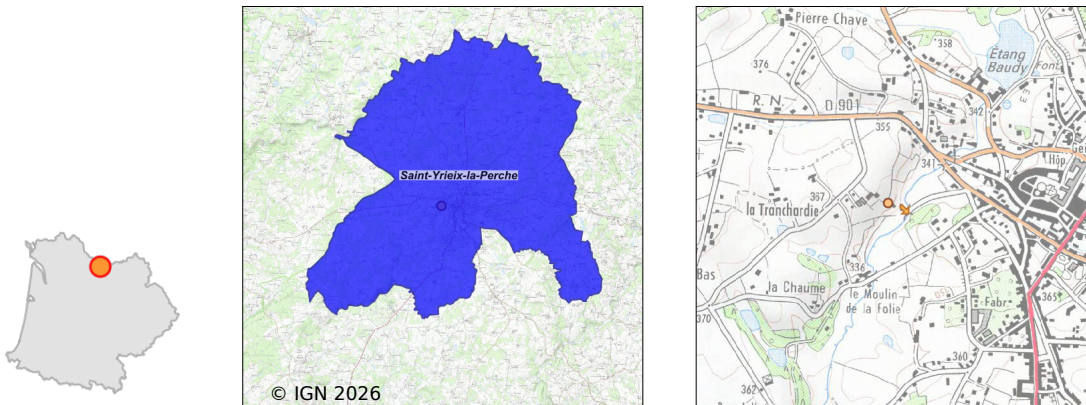 Saint-Yrieix-la-Perche
© IGN 2026
Pierre Chave
358
Étang
Baudy
Font.
376
R. N.
D 901
342
355
341
Hôp.
367
la Tranchardie
Bas
336
la Chaume
le Moulin
de la Folie
Fabr.
365
370
360
362